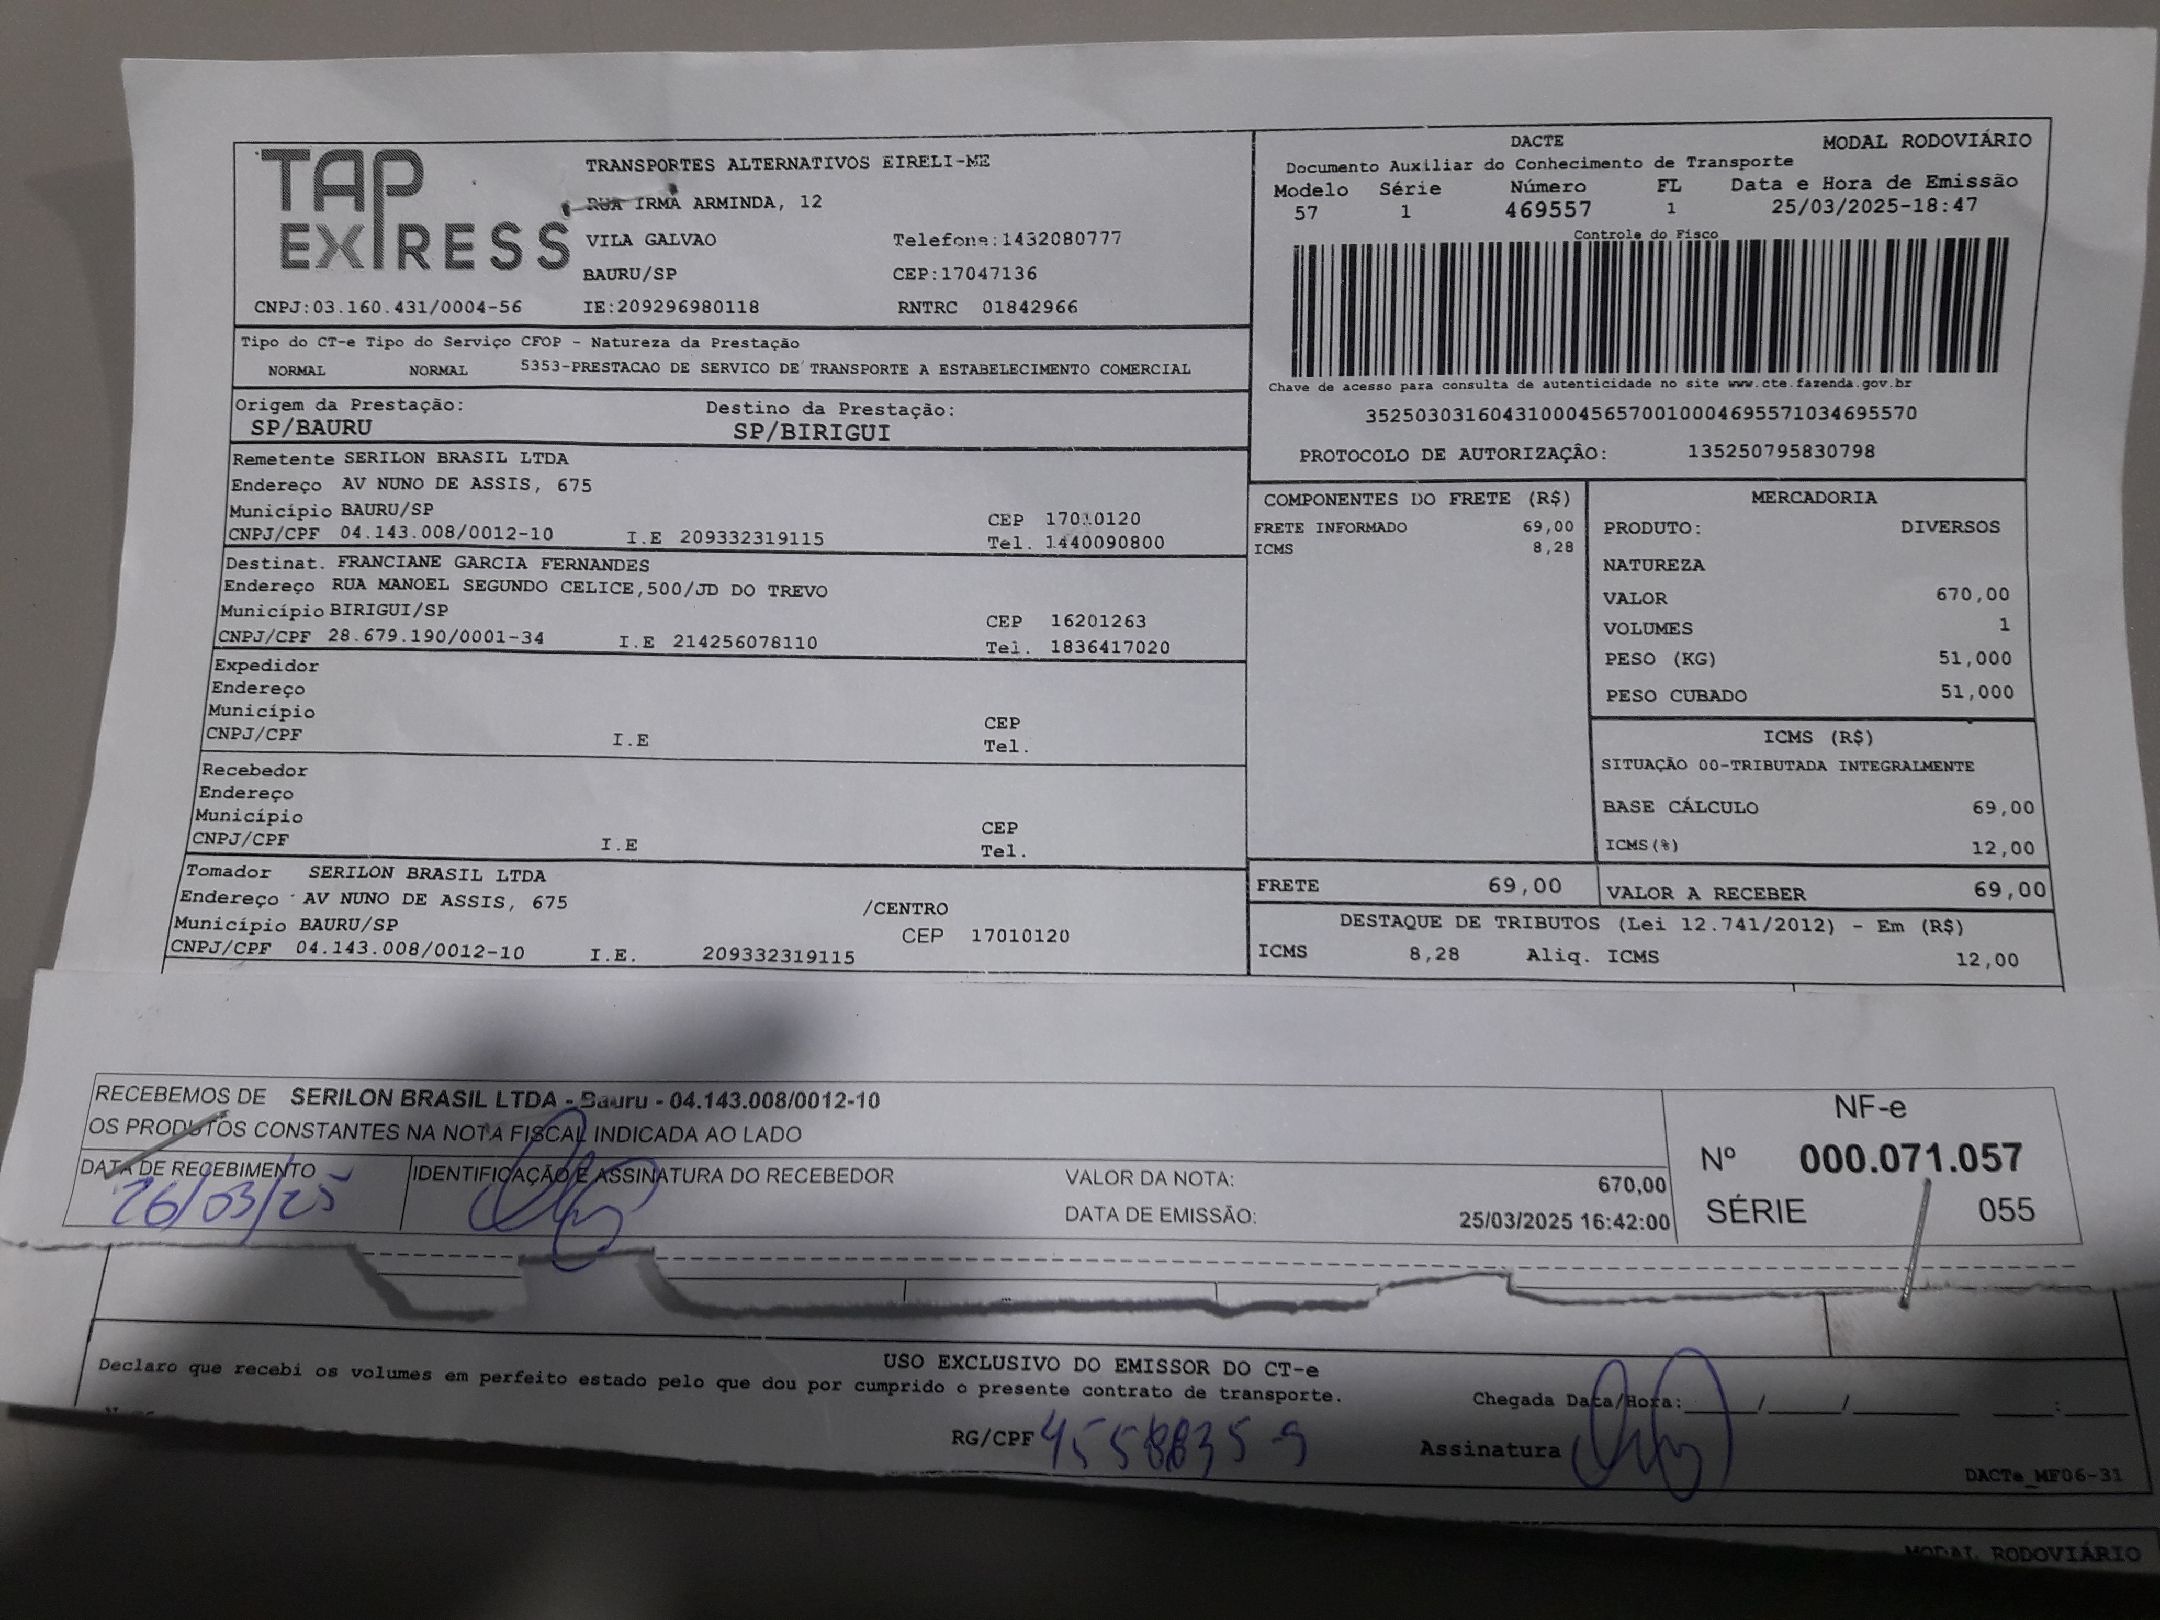 TAP EXPRESS
TRANSPORTES ALTERNATIVOS EIRELI-ME
RUA IRMÃ ARMINDA, 12
VILA GALVAO Telefone:1432080777
BAURU/SP CEP:17047136
CNPJ:03.160.431/0004-56 IE:209296980118 RNTRC 01842966
DACTE MODAL RODOVIÁRIO
Documento Auxiliar do Conhecimento de Transporte
Modelo Série Número FL Data e Hora de Emissão
57 1 469557 1 25/03/2025-18:47
Controle do Fisco
Chave de acesso para consulta de autenticidade no site www.cte.fazenda.gov.br
35250303160431000456570010004695571034695570
PROTOCOLO DE AUTORIZAÇÂO: 135250795830798
Tipo do CT-e Tipo do Serviço CFOP - Natureza da Prestação
NORMAL NORMAL 5353-PRESTACAO DE SERVICO DE TRANSPORTE A ESTABELECIMENTO COMERCIAL
Origem da Prestação: Destino da Prestação:
SP/BAURU SP/BIRIGUI
Remetente SERILON BRASIL LTDA
Endereço AV NUNO DE ASSIS, 675
Município BAURU/SP CEP 17010120
CNPJ/CPF 04.143.008/0012-10 I.E 209332319115 Tel. 1440090800
Destinat. FRANCIANE GARCIA FERNANDES
Endereço RUA MANOEL SEGUNDO CELICE,500/JD DO TREVO
Município BIRIGUI/SP CEP 16201263
CNPJ/CPF 28.679.190/0001-34 I.E 214256078110 Tel. 1836417020
Expedidor
Endereço
Município CEP
CNPJ/CPF I.E Tel.
Recebedor
Endereço
Município CEP
CNPJ/CPF I.E Tel.
Tomador SERILON BRASIL LTDA
Endereço AV NUNO DE ASSIS, 675 /CENTRO
Município BAURU/SP CEP 17010120
CNPJ/CPF 04.143.008/0012-10 I.E. 209332319115
COMPONENTES DO FRETE (R$)
FRETE INFORMADO 69,00
ICMS 8,28
MERCADORIA
PRODUTO: DIVERSOS
NATUREZA
VALOR 670,00
VOLUMES 1
PESO (KG) 51,000
PESO CUBADO 51,000
ICMS (R$)
SITUAÇÃO 00-TRIBUTADA INTEGRALMENTE
BASE CÁLCULO 69,00
ICMS(%) 12,00
FRETE 69,00 VALOR A RECEBER 69,00
DESTAQUE DE TRIBUTOS (Lei 12.741/2012) - Em (R$)
ICMS 8,28 Aliq. ICMS 12,00
RECEBEMOS DE SERILON BRASIL LTDA - Bauru - 04.143.008/0012-10
OS PRODUTOS CONSTANTES NA NOTA FISCAL INDICADA AO LADO
DATA DE RECEBIMENTO IDENTIFICAÇÃO E ASSINATURA DO RECEBEDOR
26/03/25
VALOR DA NOTA: 670,00
DATA DE EMISSÃO: 25/03/2025 16:42:00
NF-e
Nº 000.071.057
SÉRIE 055
USO EXCLUSIVO DO EMISSOR DO CT-e
Declaro que recebi os volumes em perfeito estado pelo que dou por cumprido o presente contrato de transporte.
Chegada Data/Hora:_____/_____/_______ ____:____
RG/CPF Assinatura
DACTe_MF06-31
MODAL RODOVIÁRIO